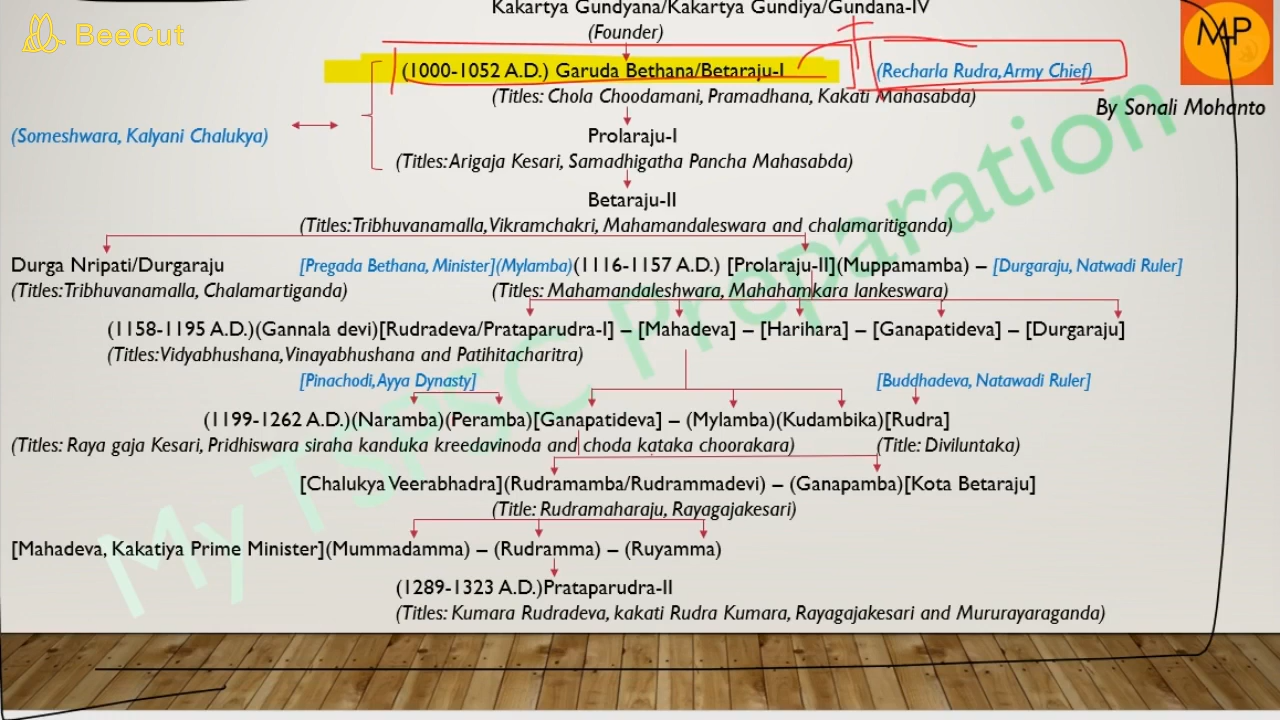 Kakartya Gundyana/Kakartya Gundiya/Gundana-IV
BeeCut
(Founder)
MTP
(1000-1052 A.D.) Garuda Bethana/Betaraju-I (Recharla Rudra, Army Chief)
(Titles: Chola Choodamani, Pramadhana, Kakati Mahasabda)
By Sonali Mohanto
(Someshwara, Kalyani Chalukya) Prolaraju-I
(Titles: Arigaja Kesari, Samadhigatha Pancha Mahasabda)
Betaraju-II
(Titles: Tribhuvanamalla, Vikramchakri, Mahamandaleswara and chalamaritiganda)
Durga Nripati/Durgaraju [Pregada Bethana, Minister](Mylamba)(1116-1157 A.D.) [Prolaraju-II](Muppamamba) – [Durgaraju, Natwadi Ruler]
(Titles: Tribhuvanamalla, Chalamartiganda) (Titles: Mahamandaleshwara, Mahahamkara lankeswara)
(1158-1195 A.D.)(Gannala devi)[Rudradeva/Prataparudra-I] – [Mahadeva] – [Harihara] – [Ganapatideva] – [Durgaraju]
(Titles: Vidyabhushana, Vinayabhushana and Patihitacharitra)
[Pinachodi, Ayya Dynasty] [Buddhadeva, Natawadi Ruler]
(1199-1262 A.D.)(Naramba)(Peramba)[Ganapatideva] – (Mylamba)(Kudambika)[Rudra]
(Titles: Raya gaja Kesari, Pridhiswara siraha kanduka kreedavinoda and choda kataka choorakara) (Title: Diviluntaka)
[Chalukya Veerabhadra](Rudramamba/Rudrammadevi) – (Ganapamba)[Kota Betaraju]
(Title: Rudramaharaju, Rayagajakesari)
[Mahadeva, Kakatiya Prime Minister](Mummadamma) – (Rudramma) – (Ruyamma)
(1289-1323 A.D.)Prataparudra-II
(Titles: Kumara Rudradeva, kakati Rudra Kumara, Rayagajakesari and Mururayaraganda)
My TSPSC Preparation